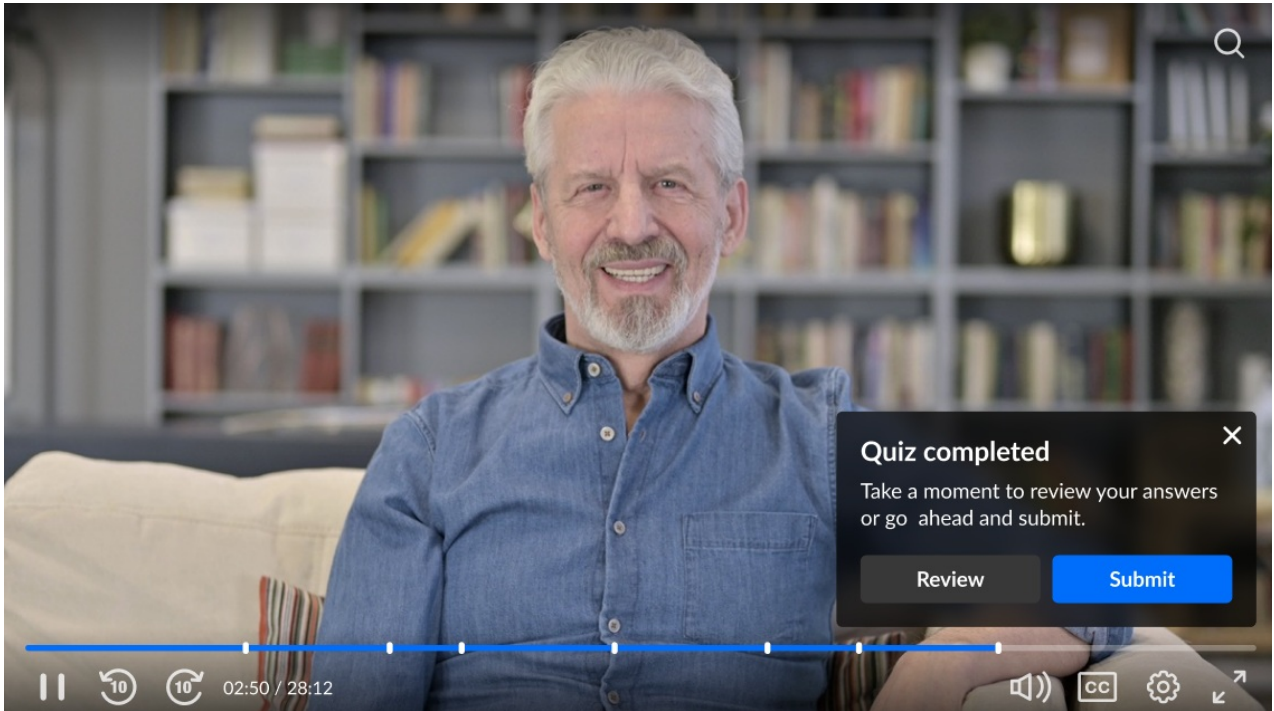 Quiz completed
Take a moment to review your answers
or go ahead and submit.
Review
Submit
10
10
02:50 / 28:12
CC